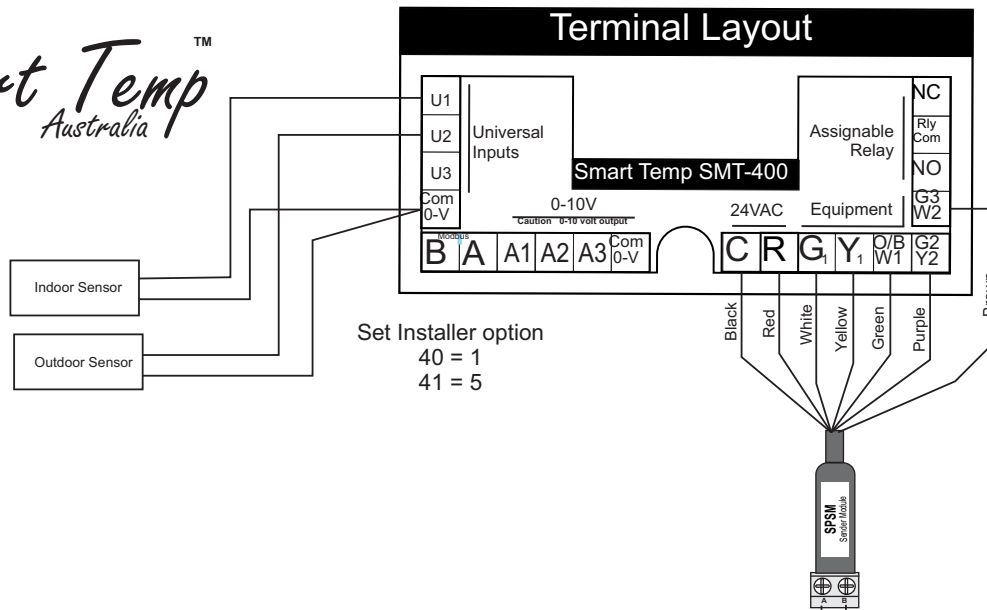 Terminal Layout
rt Temp
TM
Australia
U1
U2
U3
Com
0-V
Universal
Inputs
Smart Temp SMT-400
Assignable
Relay
NC
Rly
Com
NO
G3
W2
0-10V
Caution 0-10 volt output
24VAC
Equipment
Modbus
B
A
A1
A2
A3
Com
0-V
C
R
G1
Y1
O/B
W1
G2
Y2
Indoor Sensor
Outdoor Sensor
Set Installer option
40 = 1
41 = 5
Black
Red
White
Yellow
Green
Purple
Brown
SPSM
Sender Module
A
B